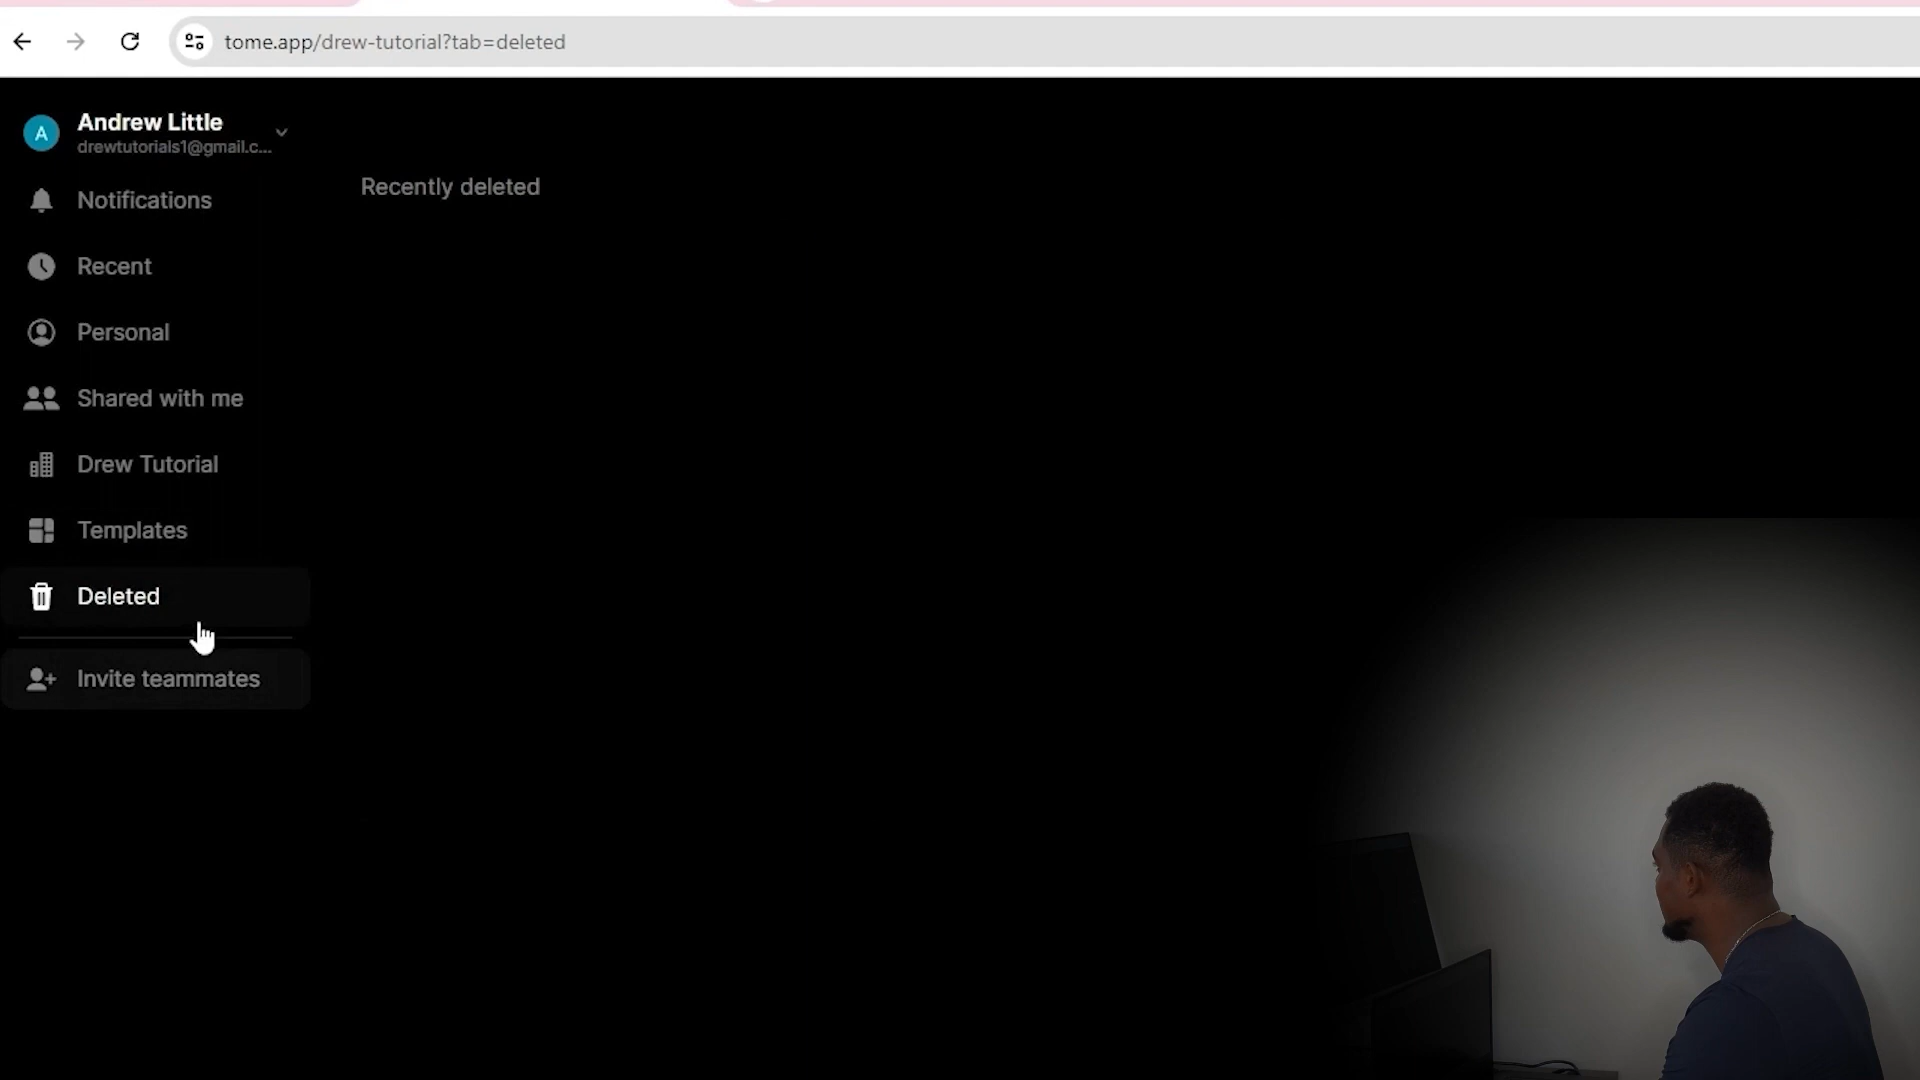 tome.app/drew-tutorial?tab=deleted
A
Andrew Little
drewtutorials1@gmail.c...
Notifications
Recent
Personal
Shared with me
Drew Tutorial
Templates
Deleted
Invite teammates
Recently deleted